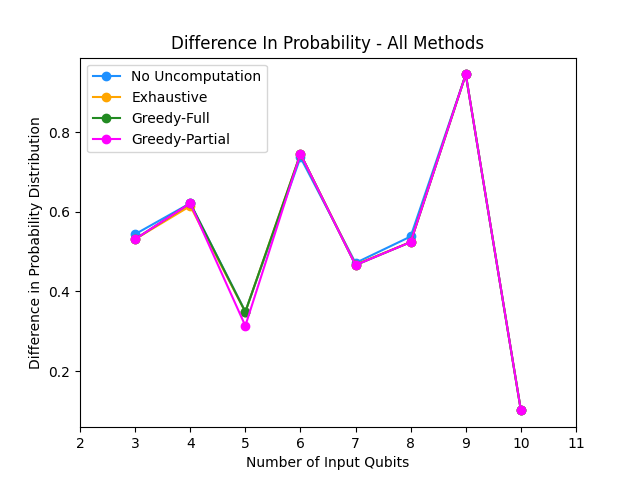 Difference In Probability - All Methods
No Uncomputation
Exhaustive
Greedy-Full
Greedy-Partial
Difference in Probability Distribution
0.8
0.6
0.4
0.2
2 3 4 5 6 7 8 9 10 11
Number of Input Qubits